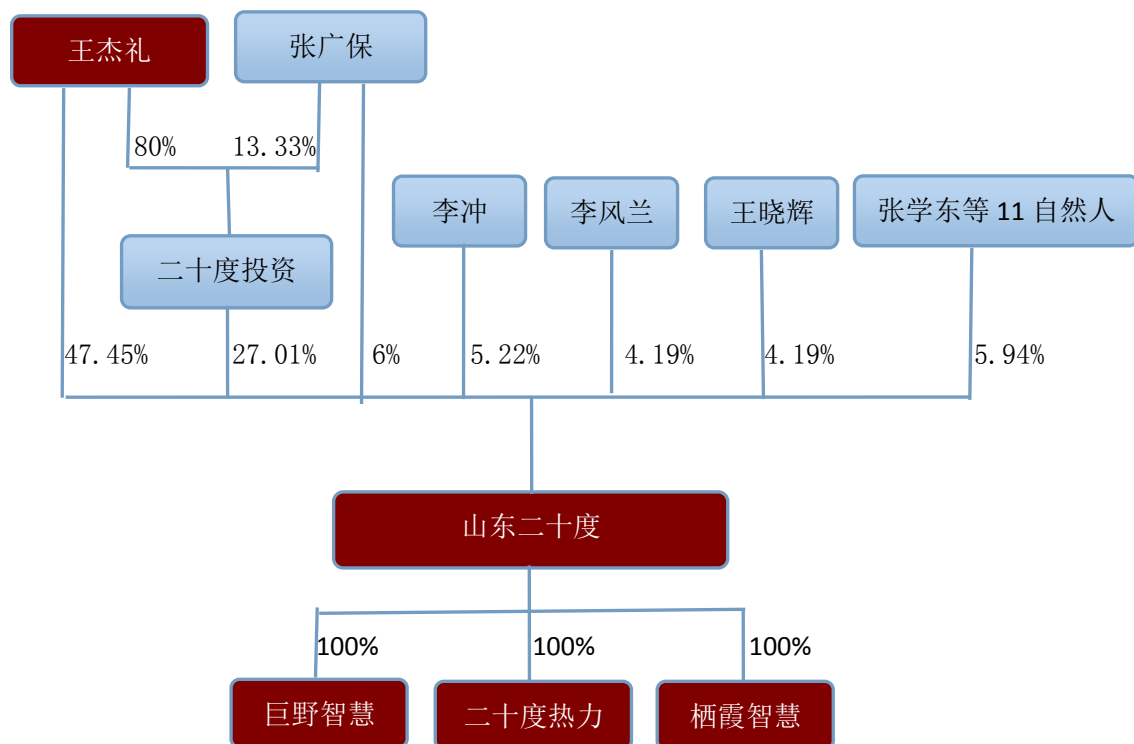 王杰礼
张广保
80%
13.33%
李冲
李风兰
王晓辉
张学东等 11 自然人
二十度投资
47.45%
27.01%
6%
5.22%
4.19%
4.19%
5.94%
山东二十度
100%
100%
100%
巨野智慧
二十度热力
栖霞智慧